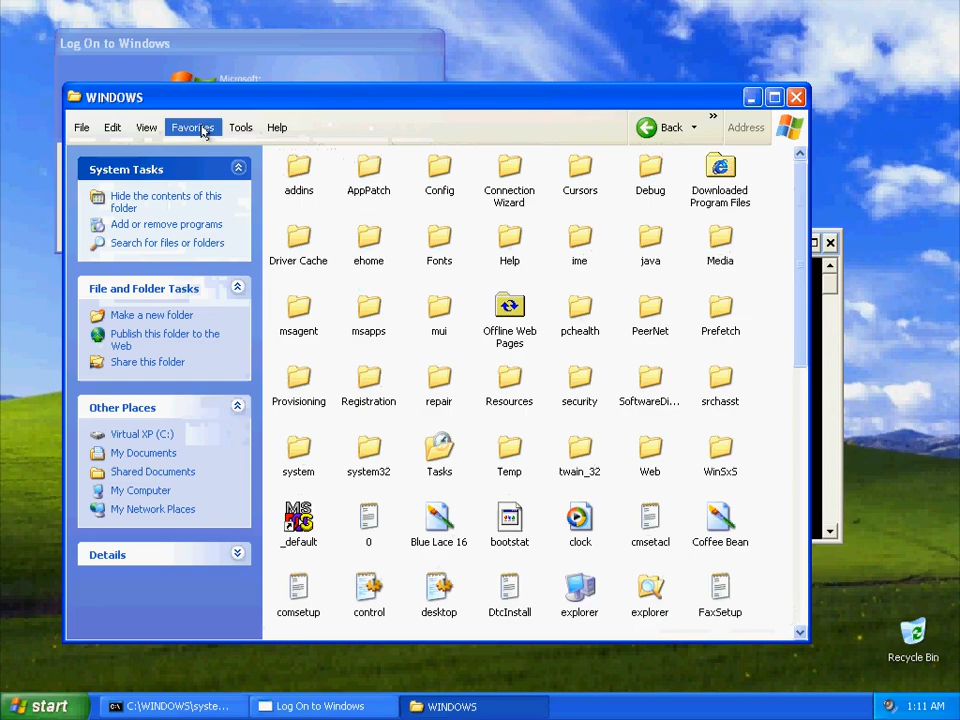 Log On to Windows
Microsoft
WINDOWS
File Edit View Favorites Tools Help Back » Address
System Tasks
Hide the contents of this
folder
Add or remove programs
Search for files or folders
File and Folder Tasks
Make a new folder
Publish this folder to the
Web
Share this folder
Other Places
Virtual XP (C:)
My Documents
Shared Documents
My Computer
My Network Places
Details
addins AppPatch Config Connection
Wizard Cursors Debug Downloaded
Program Files
Driver Cache ehome Fonts Help ime java Media
msagent msapps mui Offline Web
Pages pchealth PeerNet Prefetch
Provisioning Registration repair Resources security SoftwareDi... srchasst
system system32 Tasks Temp twain_32 Web WinSxS
_default 0 Blue Lace 16 bootstat clock cmsetacl Coffee Bean
comsetup control desktop DtcInstall explorer explorer FaxSetup
Recycle Bin
start C:\WINDOWS\syste... Log On to Windows WINDOWS 1:11 AM